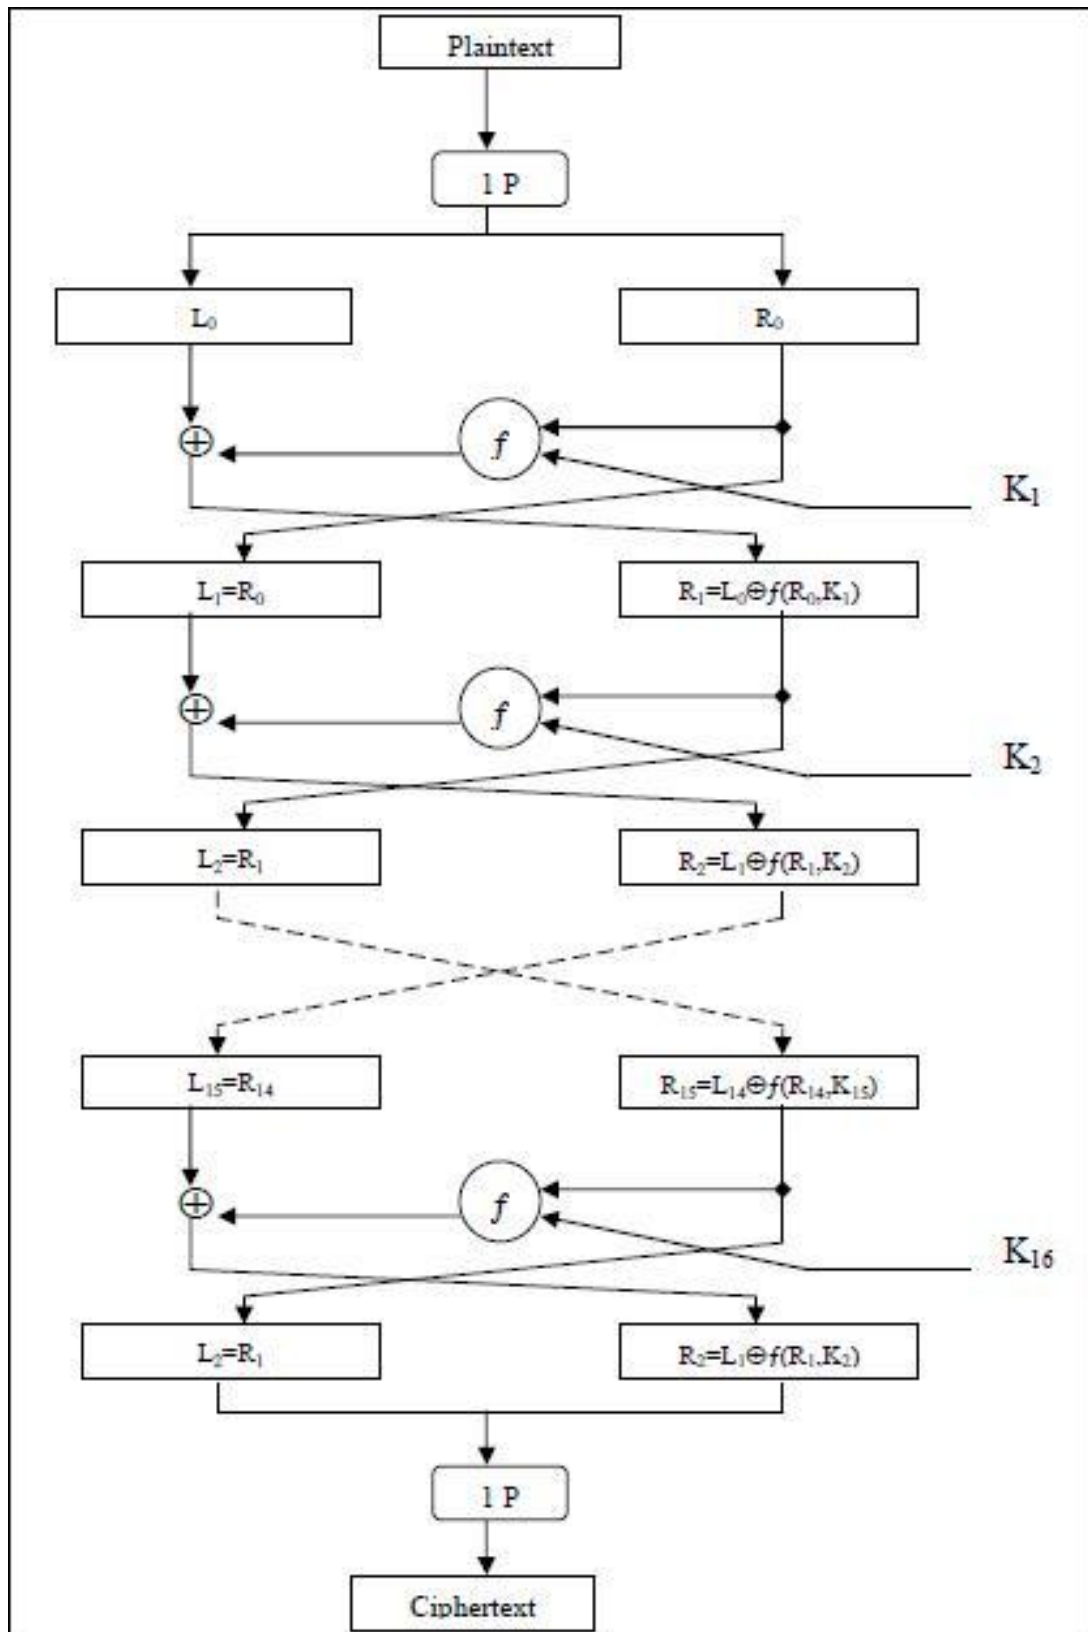 Plaintext
1 P
L₀
R₀
f
K₁
L₁=R₀
R₁=L₀⊕f(R₀,K₁)
f
K₂
L₂=R₁
R₂=L₁⊕f(R₁,K₂)
L₁₅=R₁₄
R₁₅=L₁₄⊕f(R₁₄,K₁₅)
f
K₁₆
L₂=R₁
R₂=L₁⊕f(R₁,K₂)
1 P
Ciphertext